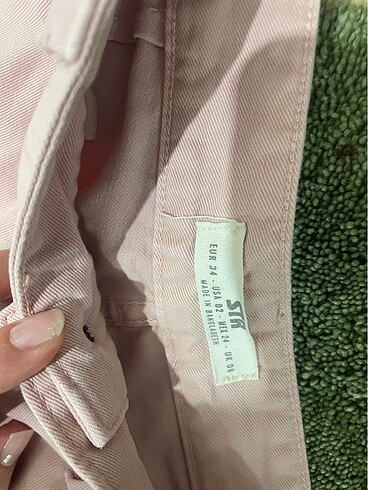 STR
EUR 34 - USA 02 - MEX 24 - UK 06
MADE IN BANGLADESH